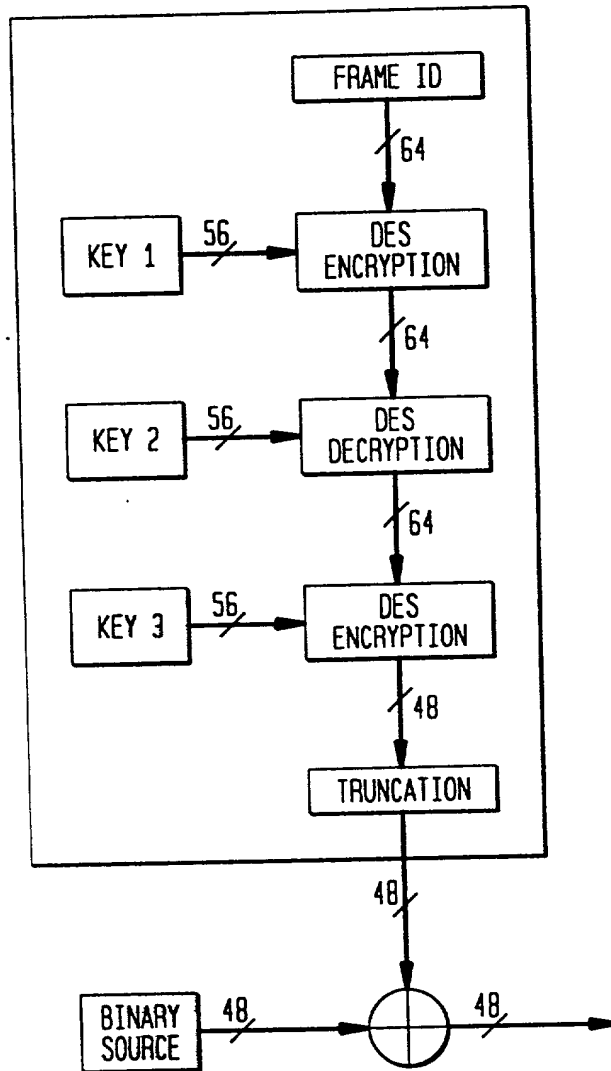 FRAME ID
64
KEY 1
56
DES
ENCRYPTION
64
KEY 2
56
DES
DECRYPTION
64
KEY 3
56
DES
ENCRYPTION
48
TRUNCATION
48
BINARY
SOURCE
48
48